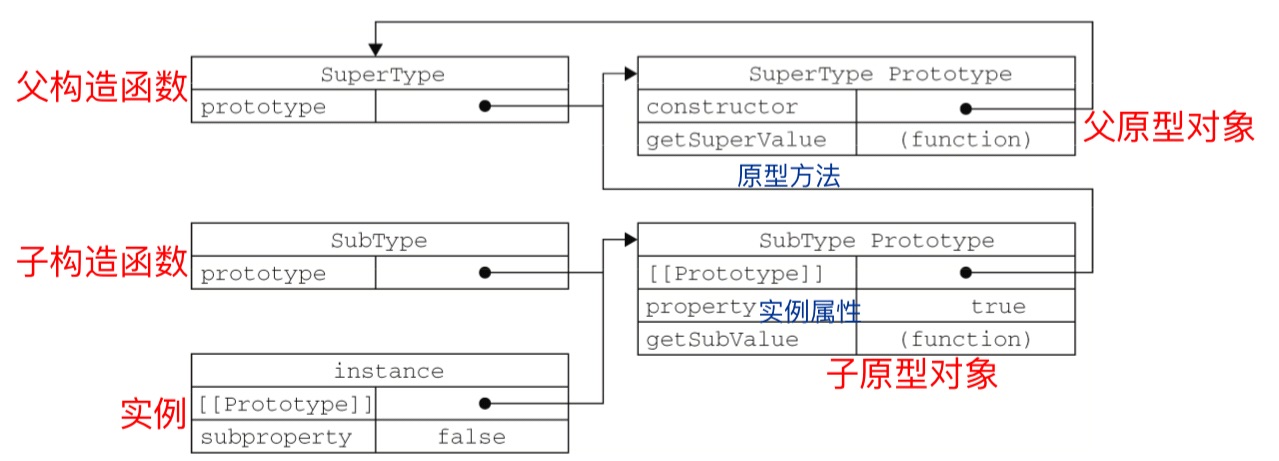 父构造函数
SuperType
prototype
SuperType Prototype
constructor
getSuperValue (function)
父原型对象
原型方法
子构造函数
SubType
prototype
SubType Prototype
[[Prototype]]
property 实例属性 true
getSubValue (function)
子原型对象
实例
instance
[[Prototype]]
subproperty false